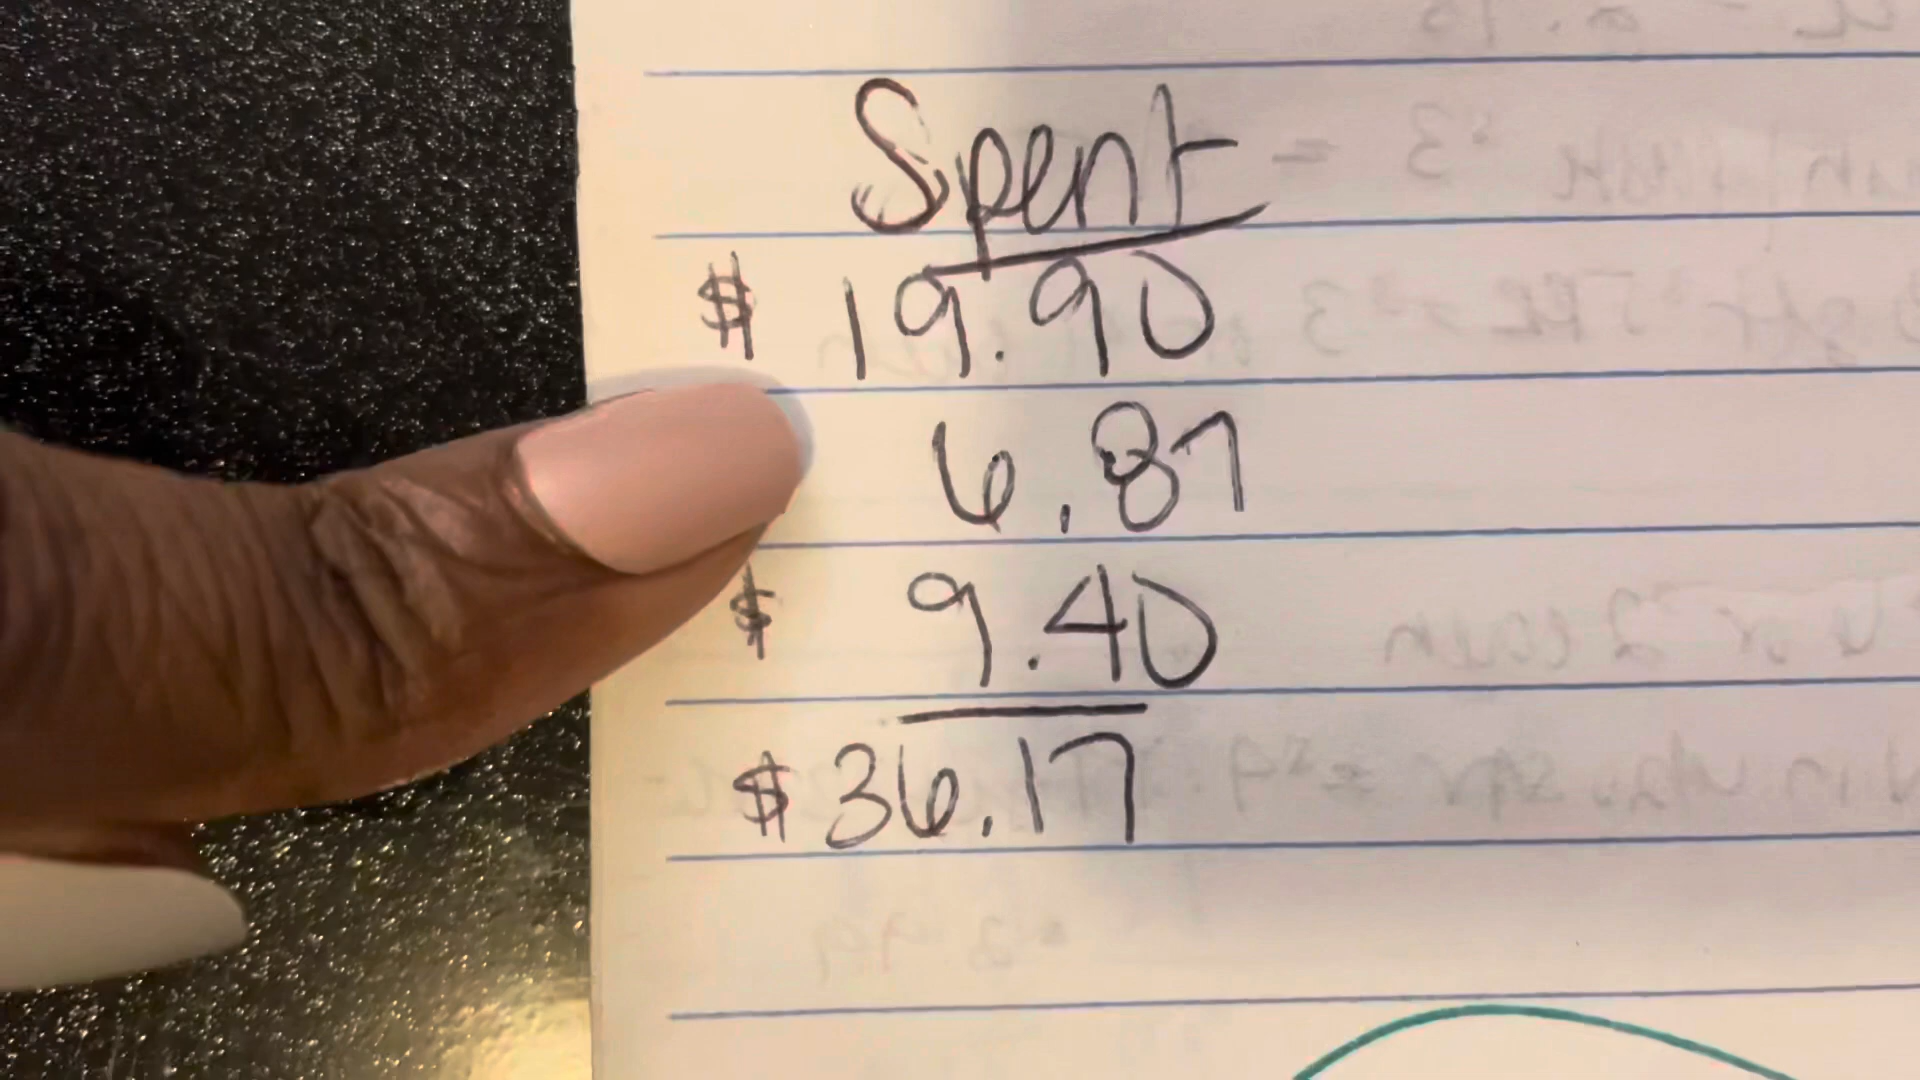 Spent
$ 19.90
6.87
$ 9.40
$36.17